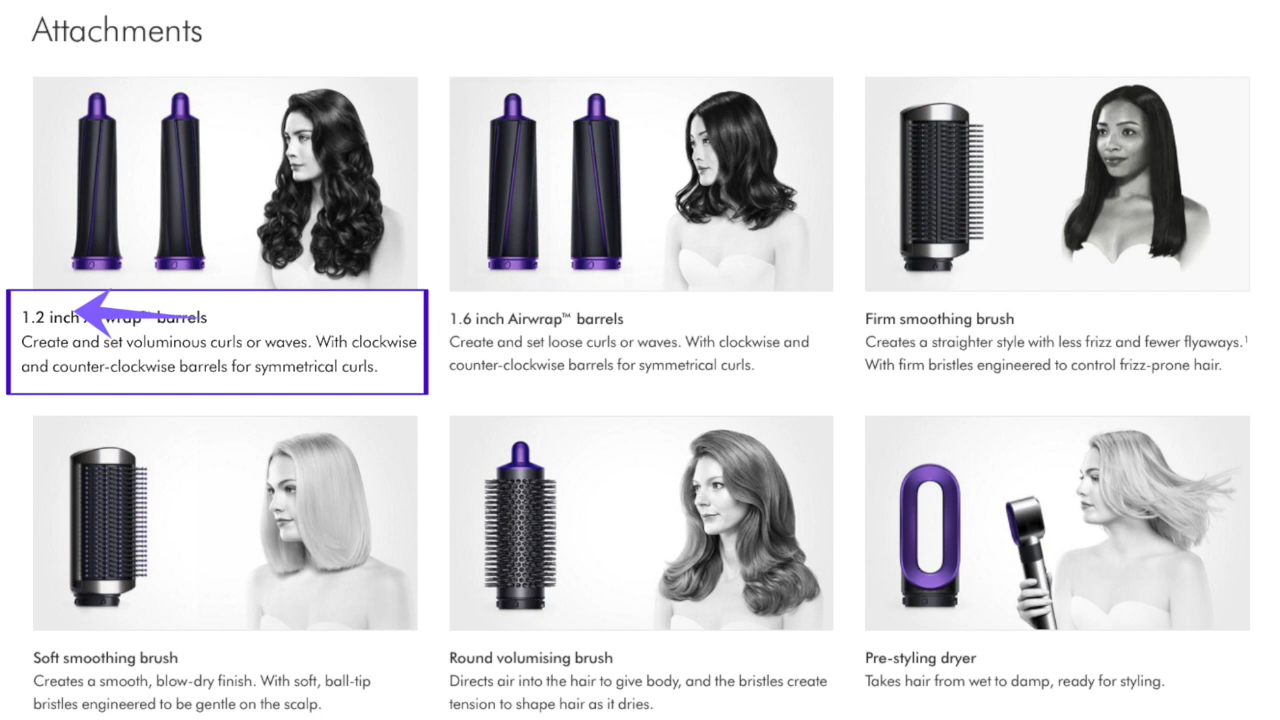 Attachments
1.2 inch Airwrap™ barrels
Create and set voluminous curls or waves. With clockwise
and counter-clockwise barrels for symmetrical curls.
1.6 inch Airwrap™ barrels
Create and set loose curls or waves. With clockwise and
counter-clockwise barrels for symmetrical curls.
Firm smoothing brush
Creates a straighter style with less frizz and fewer flyaways.¹
With firm bristles engineered to control frizz-prone hair.
Soft smoothing brush
Creates a smooth, blow-dry finish. With soft, ball-tip
bristles engineered to be gentle on the scalp.
Round volumising brush
Directs air into the hair to give body, and the bristles create
tension to shape hair as it dries.
Pre-styling dryer
Takes hair from wet to damp, ready for styling.